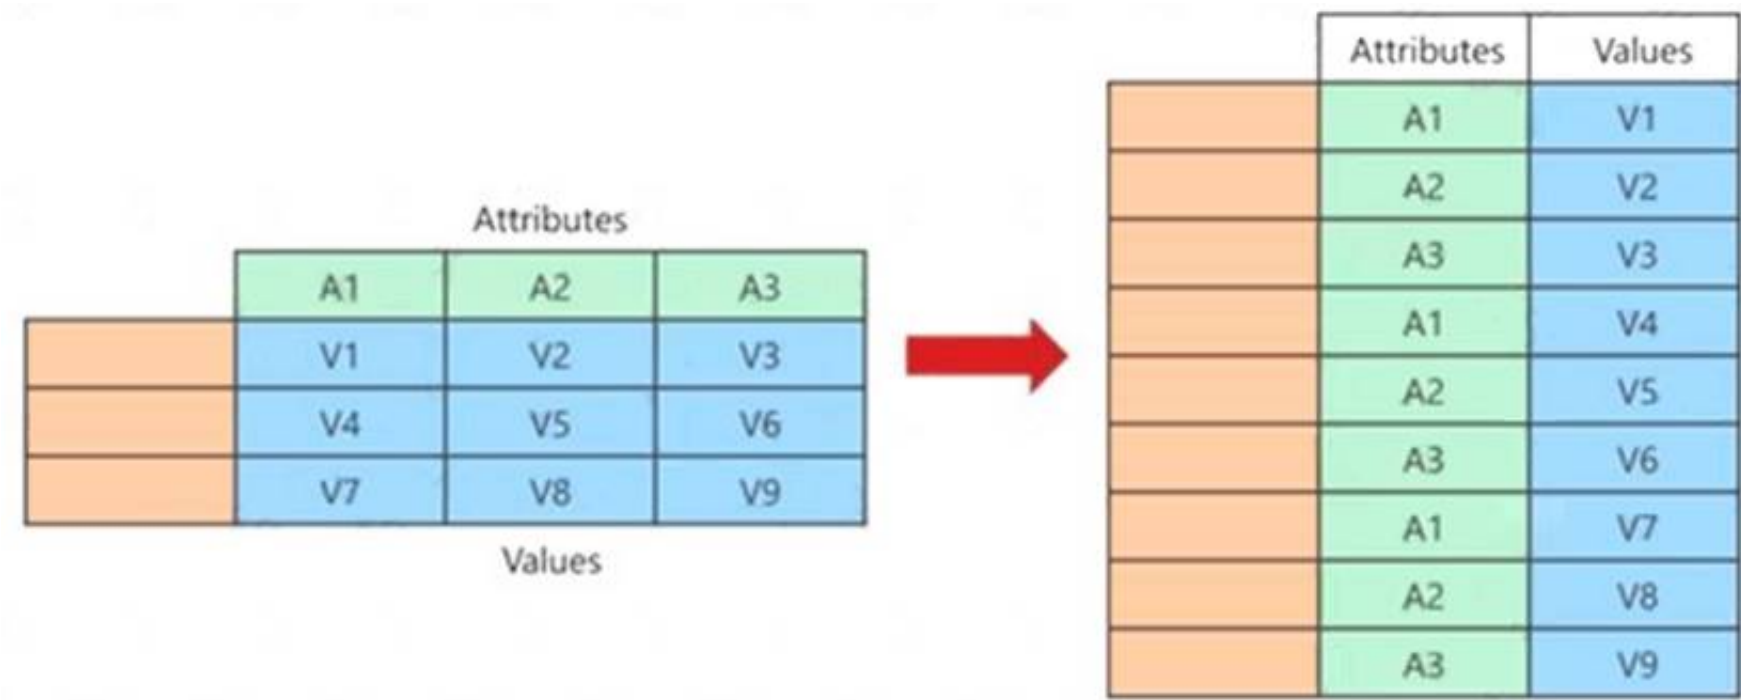 Attributes
A1 A2 A3
V1 V2 V3
V4 V5 V6
V7 V8 V9
Values
Attributes Values
A1 V1
A2 V2
A3 V3
A1 V4
A2 V5
A3 V6
A1 V7
A2 V8
A3 V9